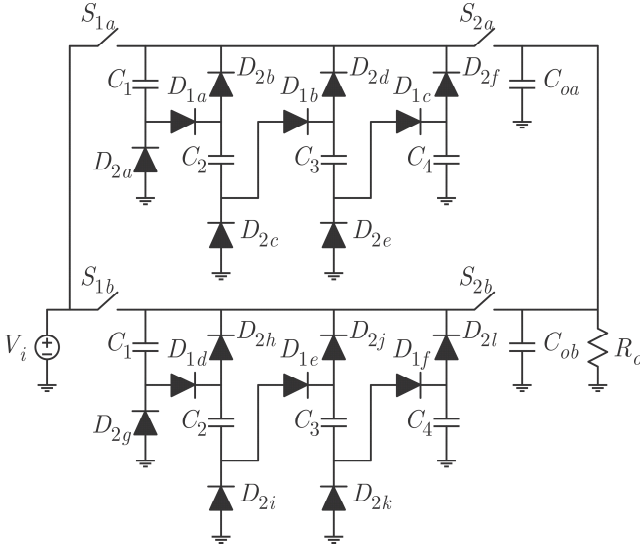 S1a S2a
C1 D1a D2b D1b D2d D1c D2f Coa
D2a C2 C3 C4
D2c D2e
S1b S2b
Vi C1 D1d D2h D1e D2j D1f D2l Cob Ro
D2g C2 C3 C4
D2i D2k